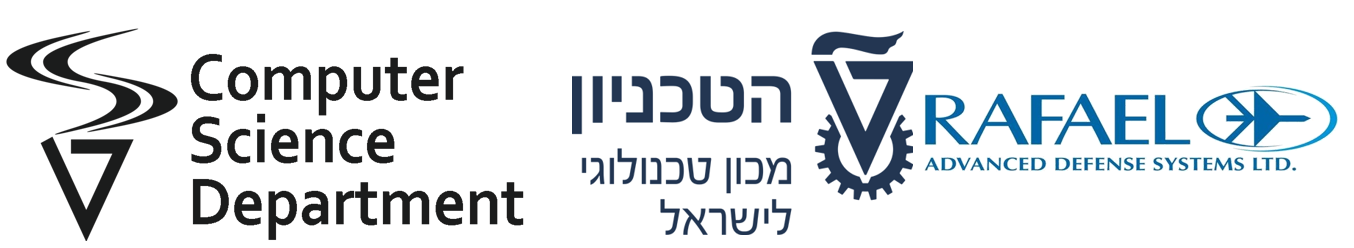 Computer
Science
Department
הטכניון
מכון טכנולוגי
לישראל
RAFAEL
ADVANCED DEFENSE SYSTEMS LTD.